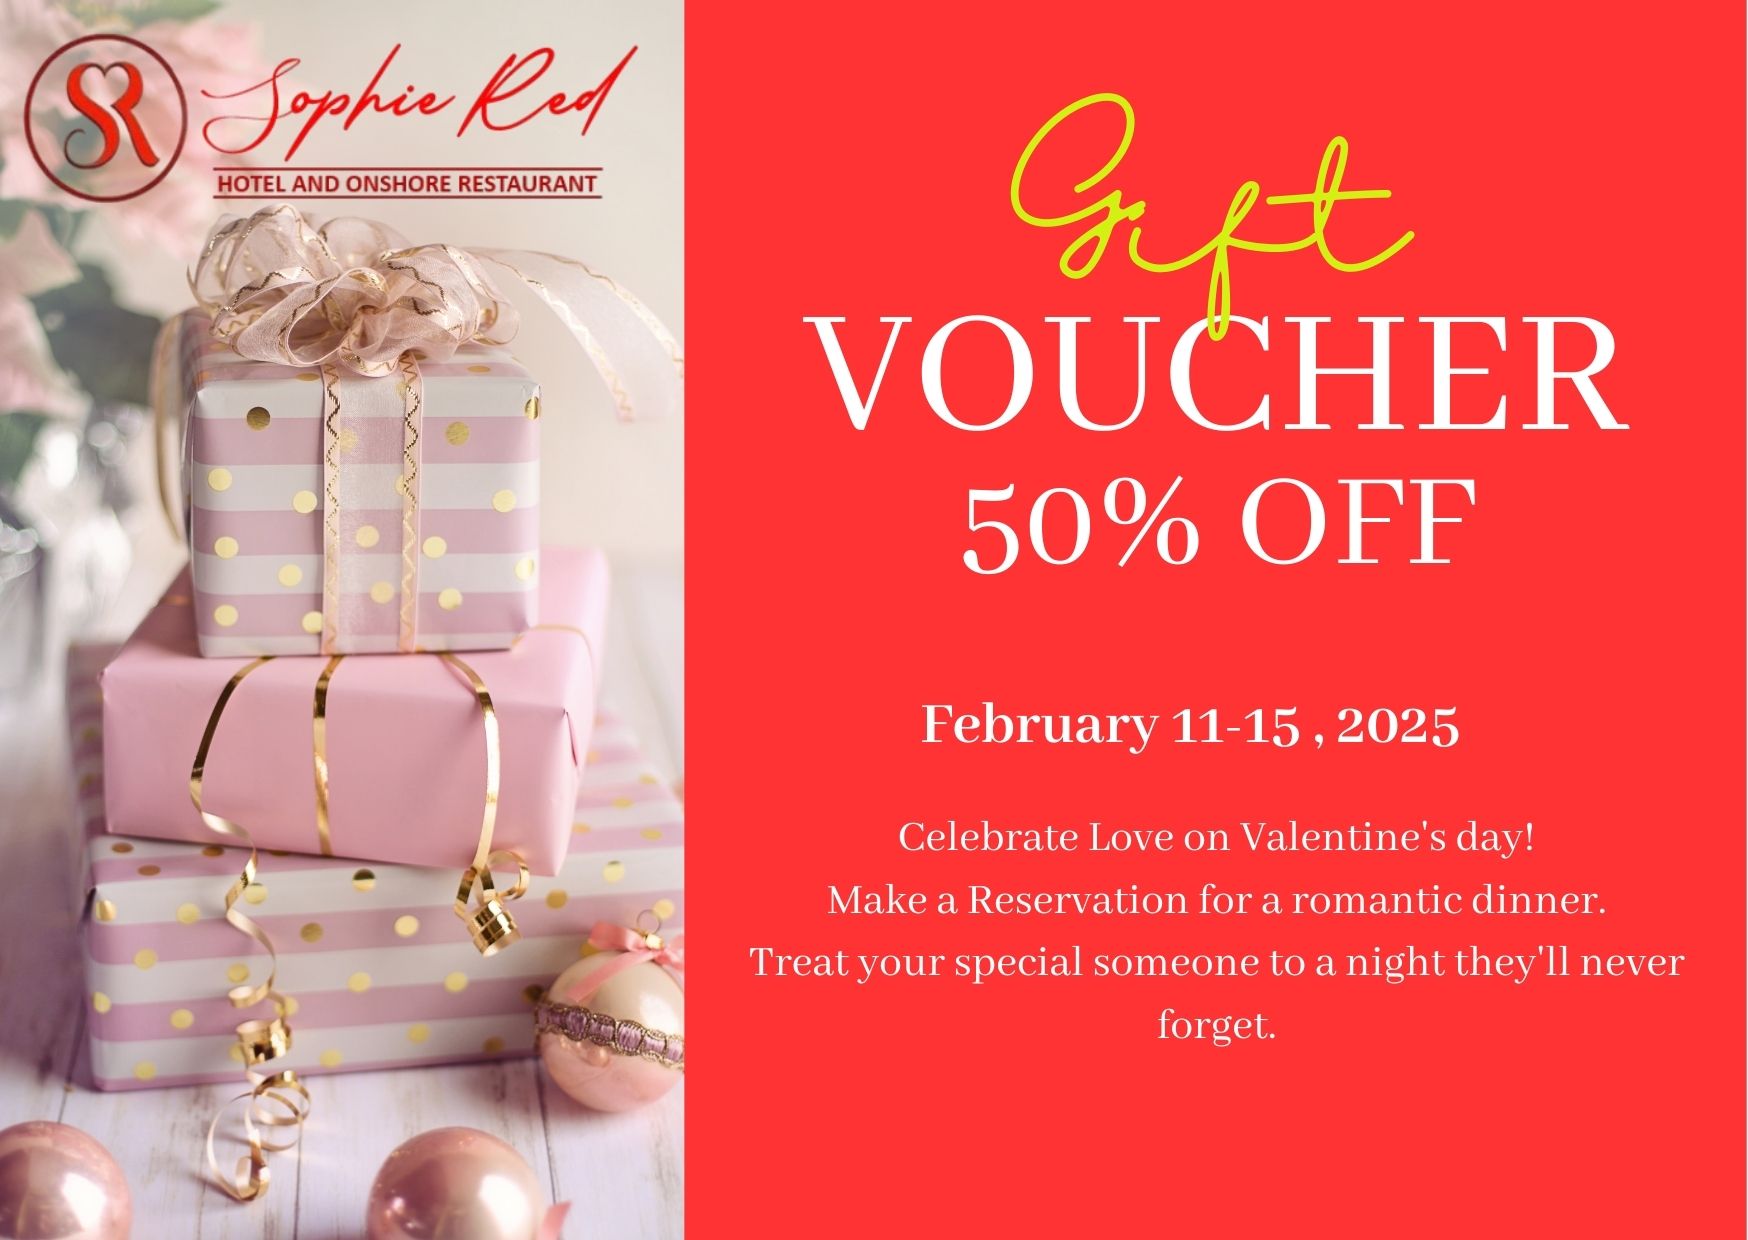 SR
Sophie Red
HOTEL AND ONSHORE RESTAURANT
Gift
VOUCHER
50% OFF
February 11-15 , 2025
Celebrate Love on Valentine's day!
Make a Reservation for a romantic dinner.
Treat your special someone to a night they'll never
forget.